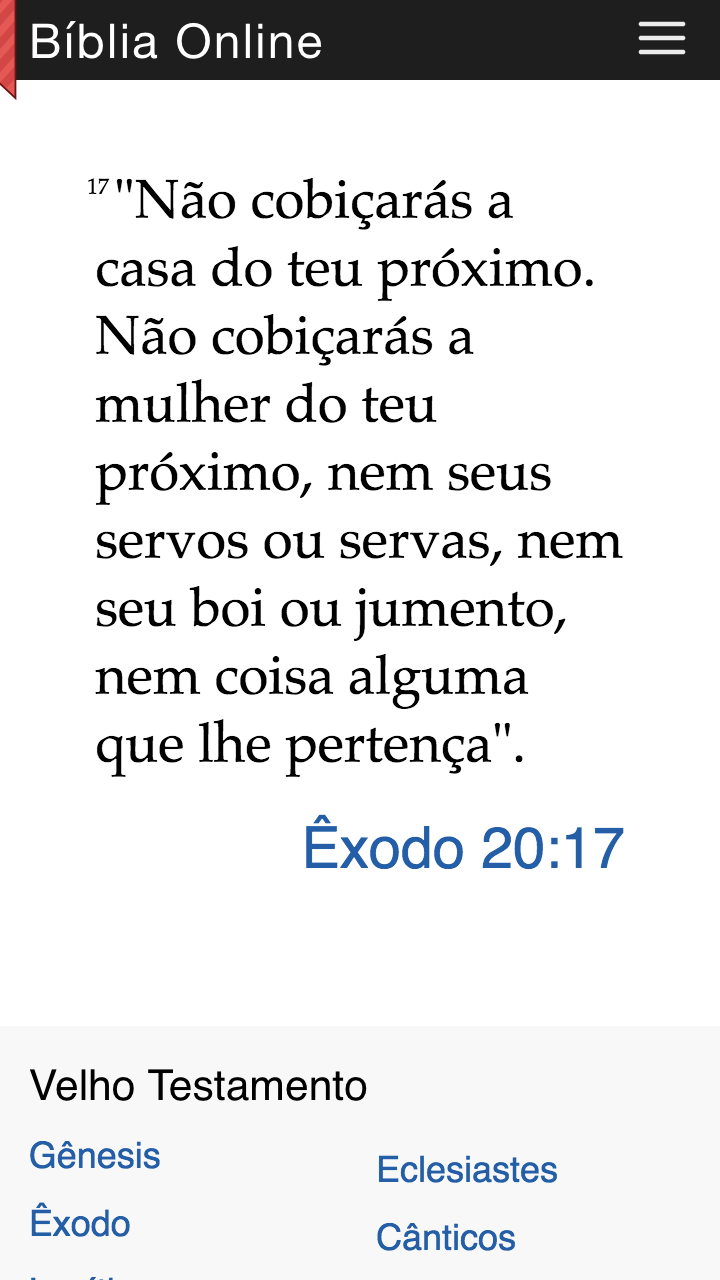 Bíblia Online
17 "Não cobiçarás a
casa do teu próximo.
Não cobiçarás a
mulher do teu
próximo, nem seus
servos ou servas, nem
seu boi ou jumento,
nem coisa alguma
que lhe pertença".
Êxodo 20:17
Velho Testamento
Gênesis
Eclesiastes
Êxodo
Cânticos